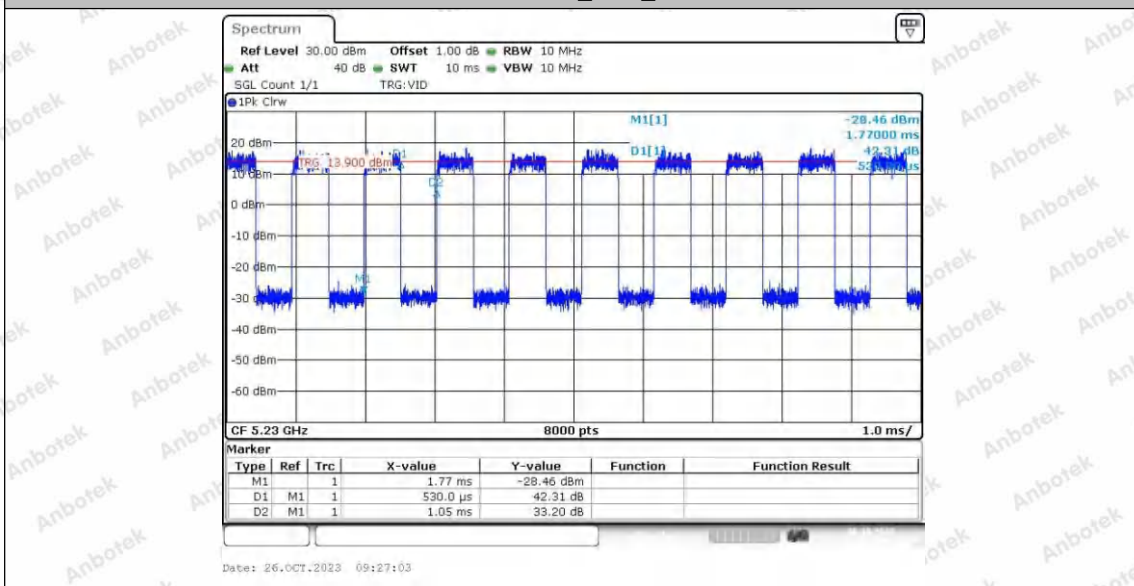 Spectrum
Ref Level 30.00 dBm Offset 1.00 dB RBW 10 MHz
Att 40 dB SWT 10 ms VBW 10 MHz
SGL Count 1/1 TRG:VID
1Pk Clrw
M1[1] -28.46 dBm
1.77000 ms
20 dBm
D1[1] 42.31 dB
TRG 13.900 dBm D1
10 dBm
D2
0 dBm
-10 dBm
-20 dBm
M1
-30
-40 dBm
-50 dBm
-60 dBm
CF 5.23 GHz 8000 pts 1.0 ms/
Marker
Type Ref Trc X-value Y-value Function Function Result
M1 1 1.77 ms -28.46 dBm
D1 M1 1 530.0 µs 42.31 dB
D2 M1 1 1.05 ms 33.20 dB
Date: 26.OCT.2023 09:27:03
Anbotek